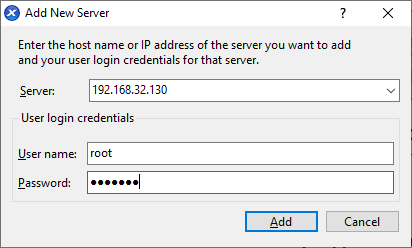 Add New Server
Enter the host name or IP address of the server you want to add
and your user login credentials for that server.
Server: 192.168.32.130
User login credentials
User name: root
Password: ●●●●●●●
Add Cancel